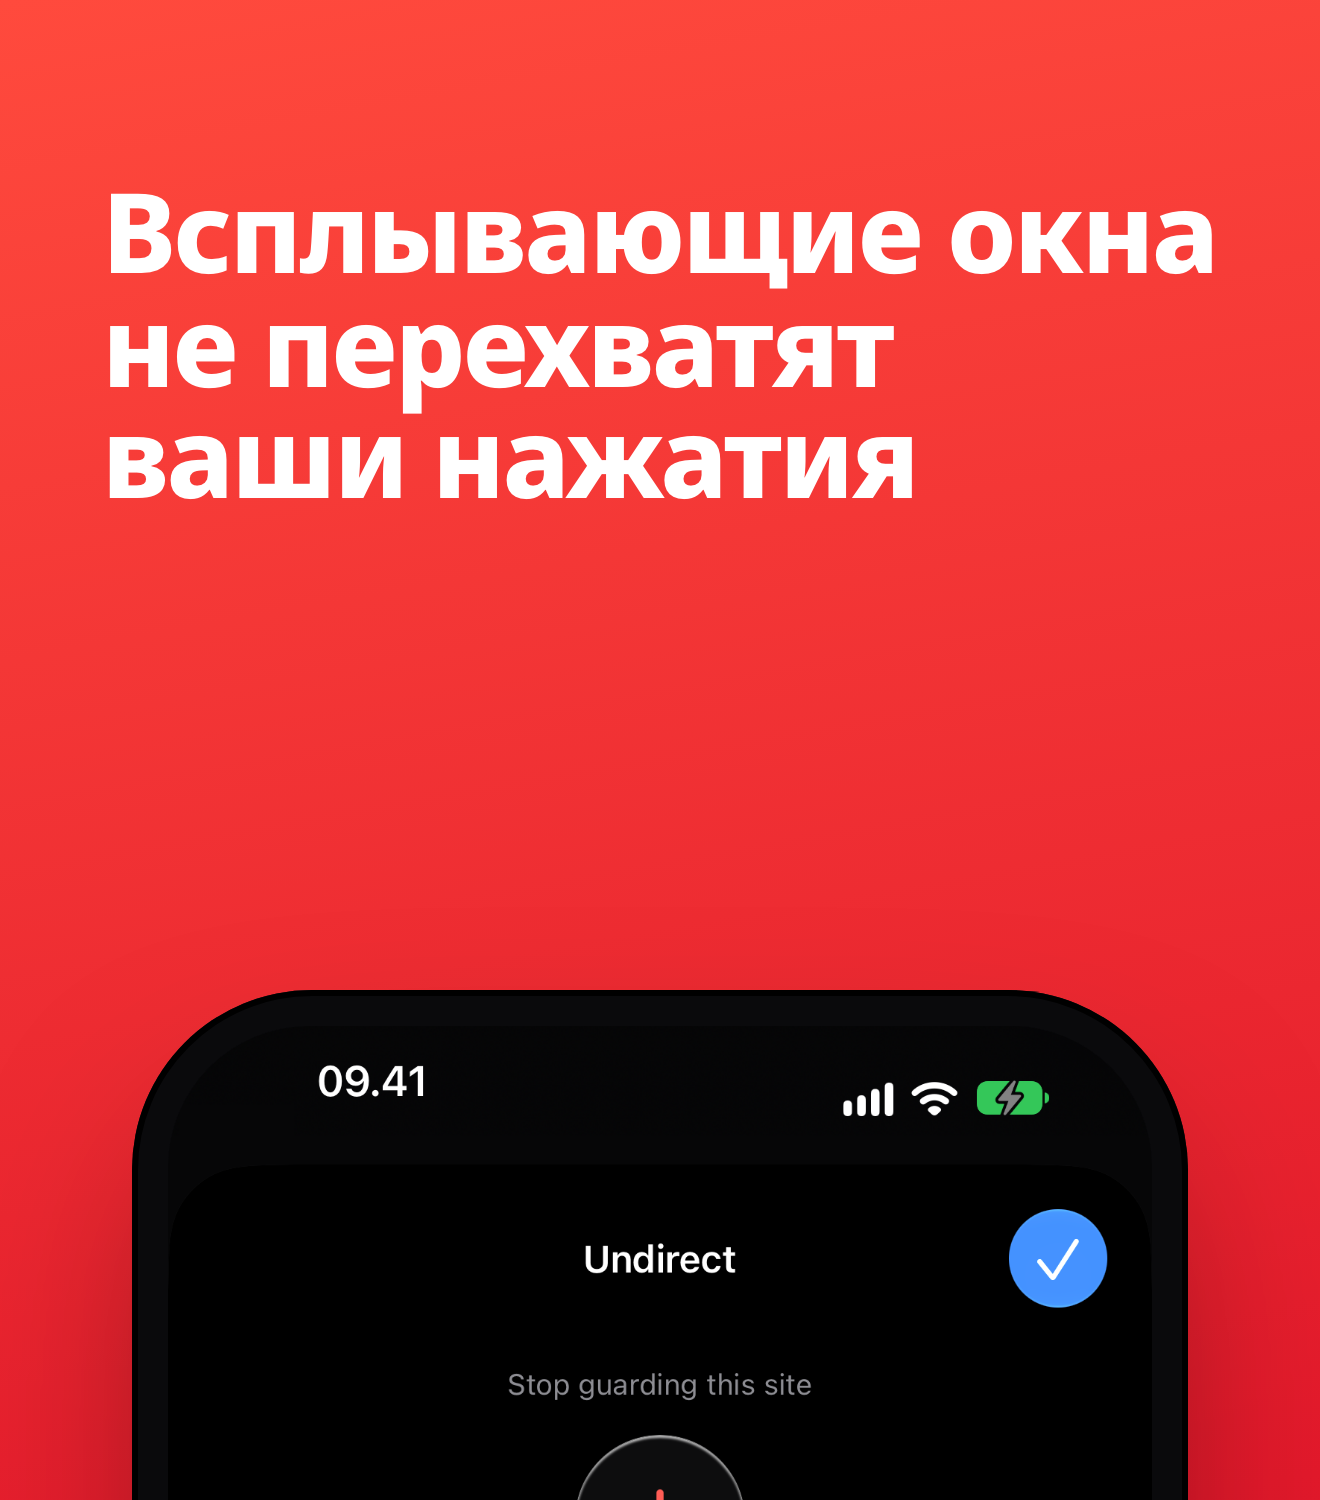 Всплывающие окна
не перехватят
ваши нажатия
09.41
Undirect
Stop guarding this site